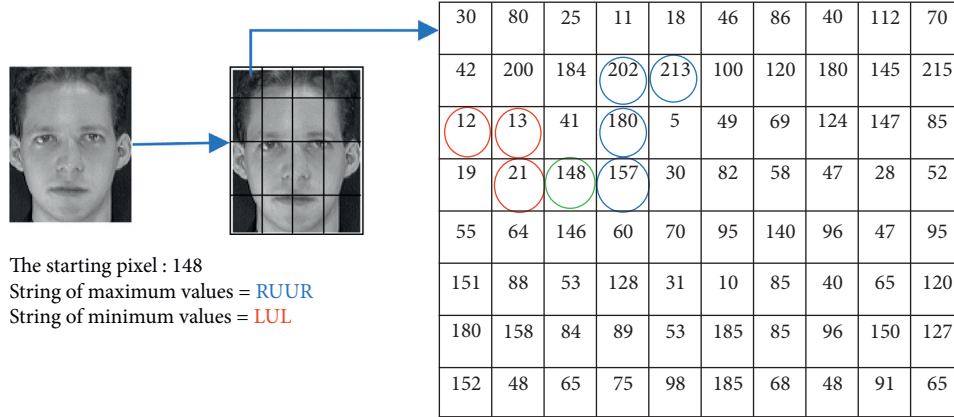 30 80 25 11 18 46 86 40 112 70
42 200 184 202 213 100 120 180 145 215
12 13 41 180 5 49 69 124 147 85
19 21 148 157 30 82 58 47 28 52
55 64 146 60 70 95 140 96 47 95
151 88 53 128 31 10 85 40 65 120
180 158 84 89 53 185 85 96 150 127
152 48 65 75 98 185 68 48 91 65
The starting pixel : 148
String of maximum values = RUUR
String of minimum values = LUL